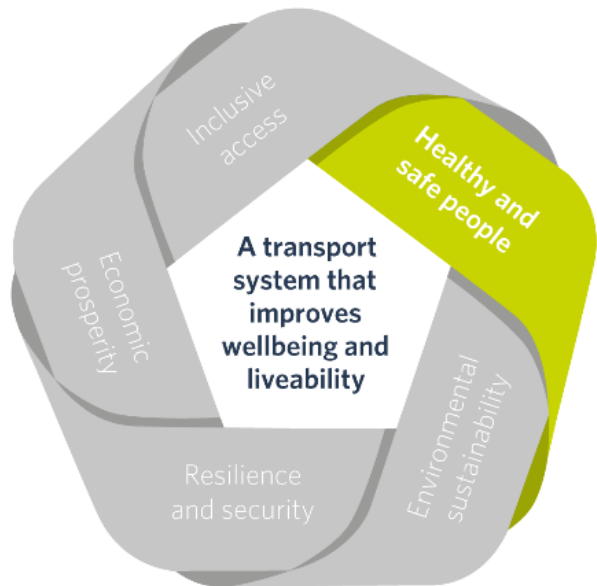 Inclusive
access
Healthy and
safe people
A transport
system that
improves
wellbeing and
liveability
Economic
prosperity
Environmental
sustainability
Resilience
and security